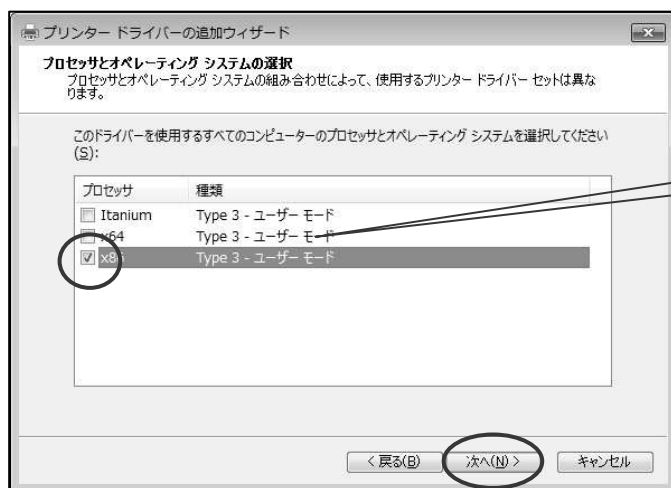 プリンター ドライバーの追加ウィザード
プロセッサとオペレーティング システムの選択
プロセッサとオペレーティング システムの組み合わせによって、使用するプリンター ドライバー セットは異な
ります。
このドライバーを使用するすべてのコンピューターのプロセッサとオペレーティング システムを選択してください
(S):
プロセッサ 種類
Itanium Type 3 - ユーザー モード
x64 Type 3 - ユーザー モード
x86 Type 3 - ユーザー モード
< 戻る(B) 次へ(N) > キャンセル